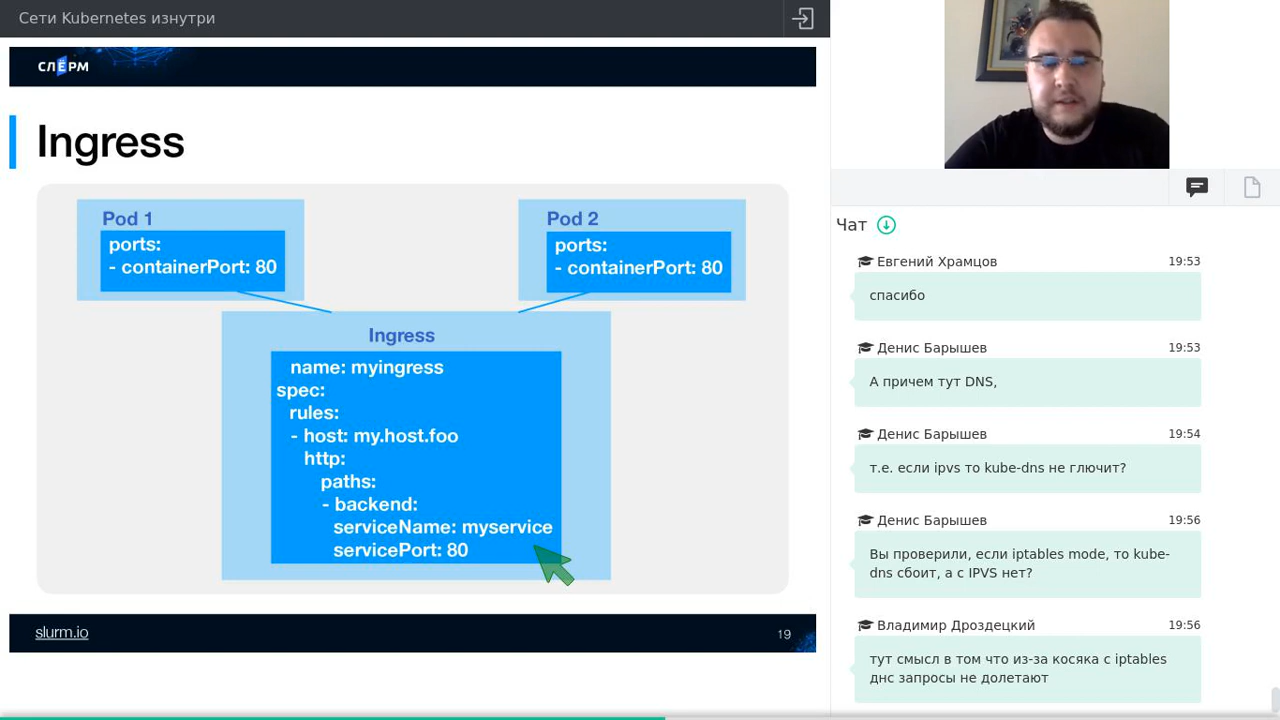 Сети Kubernetes изнутри
СЛЁРМ
Ingress
Pod 1
ports:
- containerPort: 80
Pod 2
ports:
- containerPort: 80
Ingress
name: myingress
spec:
rules:
- host: my.host.foo
http:
paths:
- backend:
serviceName: myservice
servicePort: 80
slurm.io
19
Чат
Евгений Храмцов 19:53
спасибо
Денис Барышев 19:53
А причем тут DNS,
Денис Барышев 19:54
т.е. если ipvs то kube-dns не глючит?
Денис Барышев 19:56
Вы проверили, если iptables mode, то kube-
dns сбоит, а с IPVS нет?
Владимир Дроздецкий 19:56
тут смысл в том что из-за косяка с iptables
днс запросы не долетают